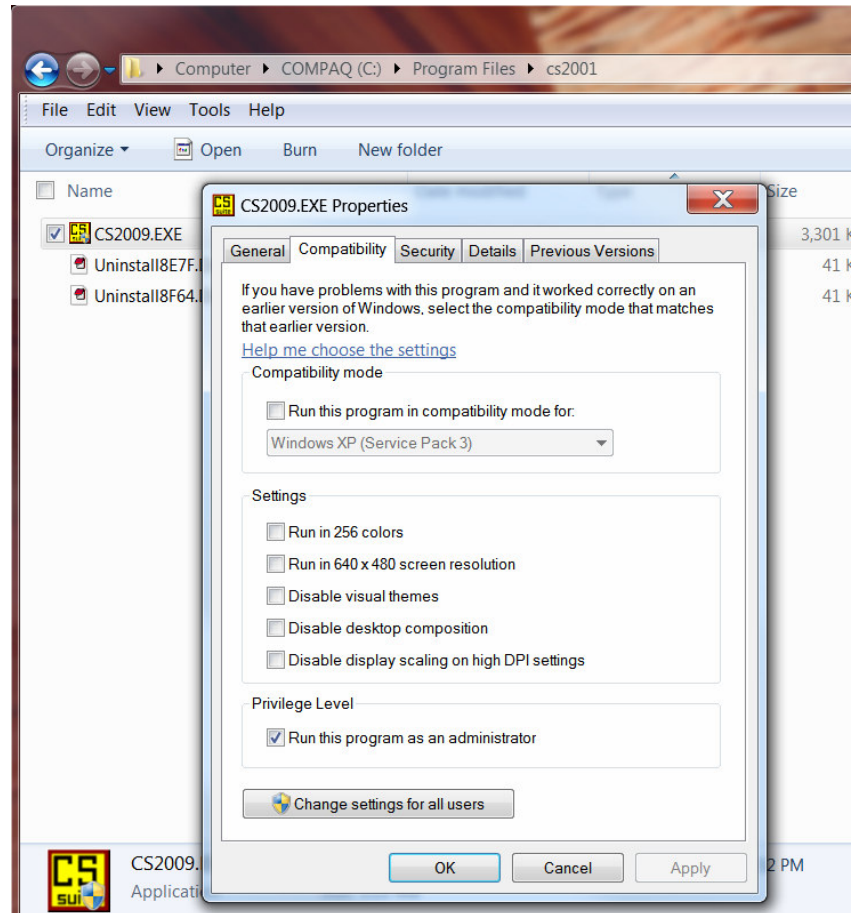 Computer COMPAQ (C:) Program Files cs2001
File Edit View Tools Help
Organize Open Burn New folder
Name Size
CS2009.EXE 3,301
Uninstall8E7F. 41
Uninstall8F64. 41
CS SUITE CS2009.EXE Properties
General Compatibility Security Details Previous Versions
If you have problems with this program and it worked correctly on an
earlier version of Windows, select the compatibility mode that matches
that earlier version.
Help me choose the settings
Compatibility mode
Run this program in compatibility mode for:
Windows XP (Service Pack 3)
Settings
Run in 256 colors
Run in 640 x 480 screen resolution
Disable visual themes
Disable desktop composition
Disable display scaling on high DPI settings
Privilege Level
Run this program as an administrator
Change settings for all users
OK Cancel Apply
CS CS2009. 2 PM
sui Applicati